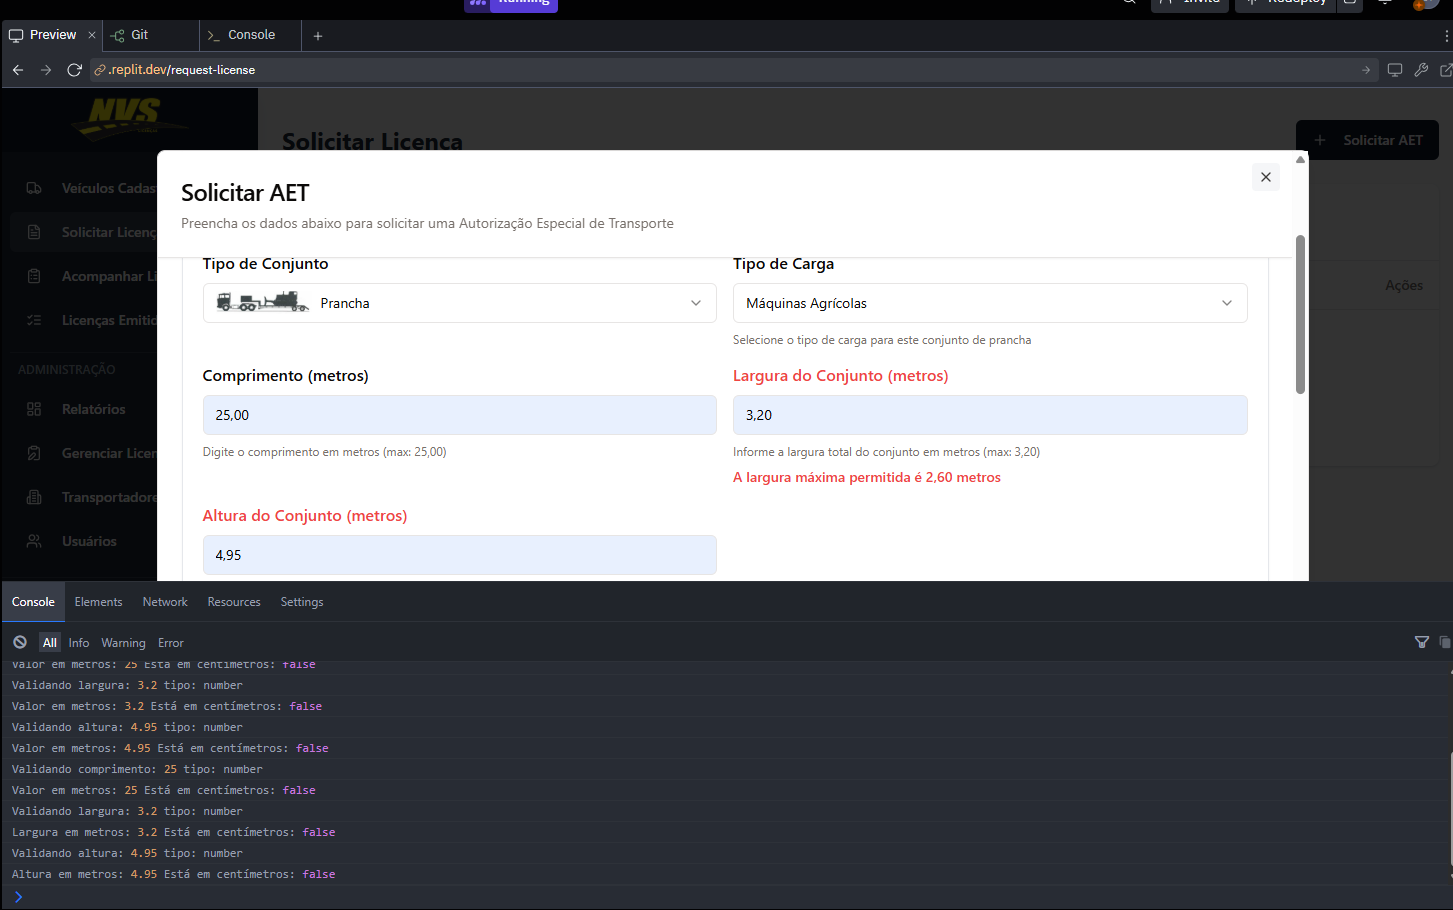 Running
Invite
Redeploy
Preview
Git
Console
.replit.dev/request-license
NVS
Solicitar Licença
Solicitar AET
Veículos Cadas
Solicitar Licenç
Acompanhar Li
Licenças Emitid
ADMINISTRAÇÃO
Relatórios
Gerenciar Licen
Transportadore
Usuários
Ações
Solicitar AET
Preencha os dados abaixo para solicitar uma Autorização Especial de Transporte
Tipo de Conjunto
Tipo de Carga
Prancha
Máquinas Agrícolas
Selecione o tipo de carga para este conjunto de prancha
Comprimento (metros)
Largura do Conjunto (metros)
25,00
3,20
Digite o comprimento em metros (max: 25,00)
Informe a largura total do conjunto em metros (max: 3,20)
A largura máxima permitida é 2,60 metros
Altura do Conjunto (metros)
4,95
Console Elements Network Resources Settings
All Info Warning Error
Valor em metros: 25 Está em centímetros: false
Validando largura: 3.2 tipo: number
Valor em metros: 3.2 Está em centímetros: false
Validando altura: 4.95 tipo: number
Valor em metros: 4.95 Está em centímetros: false
Validando comprimento: 25 tipo: number
Valor em metros: 25 Está em centímetros: false
Validando largura: 3.2 tipo: number
Largura em metros: 3.2 Está em centímetros: false
Validando altura: 4.95 tipo: number
Altura em metros: 4.95 Está em centímetros: false